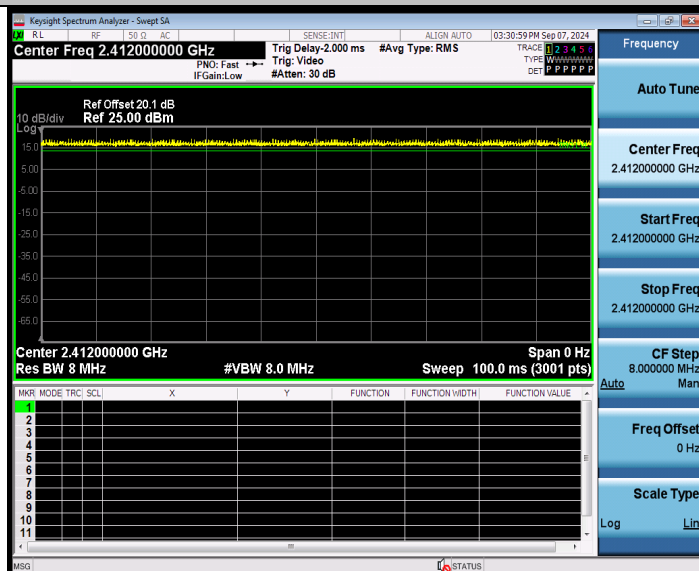 Keysight Spectrum Analyzer - Swept SA
LXI RL RF 50 Ω AC SENSE:INT ALIGN AUTO 03:30:59 PM Sep 07, 2024
Center Freq 2.412000000 GHz
PNO: Fast
IFGain:Low
Trig Delay-2.000 ms
Trig: Video
#Atten: 30 dB
#Avg Type: RMS
TRACE 1 2 3 4 5 6
TYPE WWWWWW
DET P P P P P P
Ref Offset 20.1 dB
10 dB/div Ref 25.00 dBm
Log
15.0
5.00
-5.00
-15.0
-25.0
-35.0
-45.0
-55.0
-65.0
Center 2.412000000 GHz Span 0 Hz
Res BW 8 MHz #VBW 8.0 MHz Sweep 100.0 ms (3001 pts)
MKR MODE TRC SCL X Y FUNCTION FUNCTION WIDTH FUNCTION VALUE
1
2
3
4
5
6
7
8
9
10
11
MSG STATUS
Frequency
Auto Tune
Center Freq
2.412000000 GHz
Start Freq
2.412000000 GHz
Stop Freq
2.412000000 GHz
CF Step
8.000000 MHz
Auto Man
Freq Offset
0 Hz
Scale Type
Log Lin